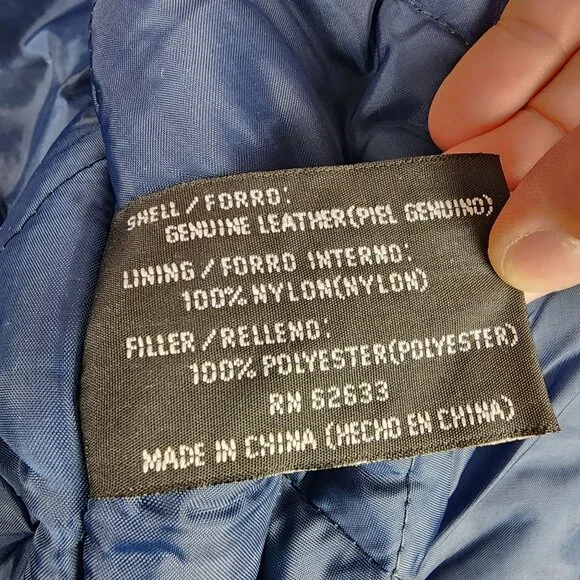 SHELL / FORRO:
GENUINE LEATHER(PIEL GENUINO)
LINING / FORRO INTERNO:
100% NYLON(NYLON)
FILLER / RELLENO:
100% POLYESTER(POLYESTER)
RN 62633
MADE IN CHINA (HECHO EN CHINA)